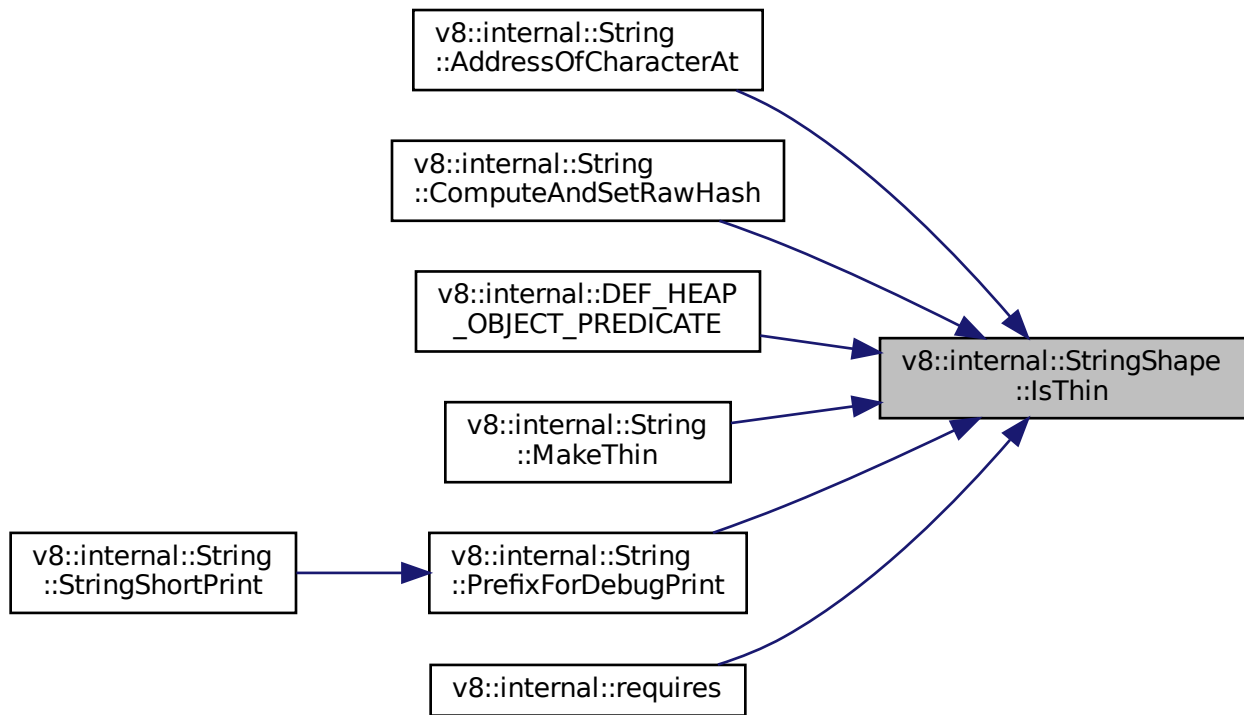 v8::internal::String
::AddressOfCharacterAt
v8::internal::String
::ComputeAndSetRawHash
v8::internal::DEF_HEAP
_OBJECT_PREDICATE
v8::internal::StringShape
::IsThin
v8::internal::String
::MakeThin
v8::internal::String
::StringShortPrint
v8::internal::String
::PrefixForDebugPrint
v8::internal::requires